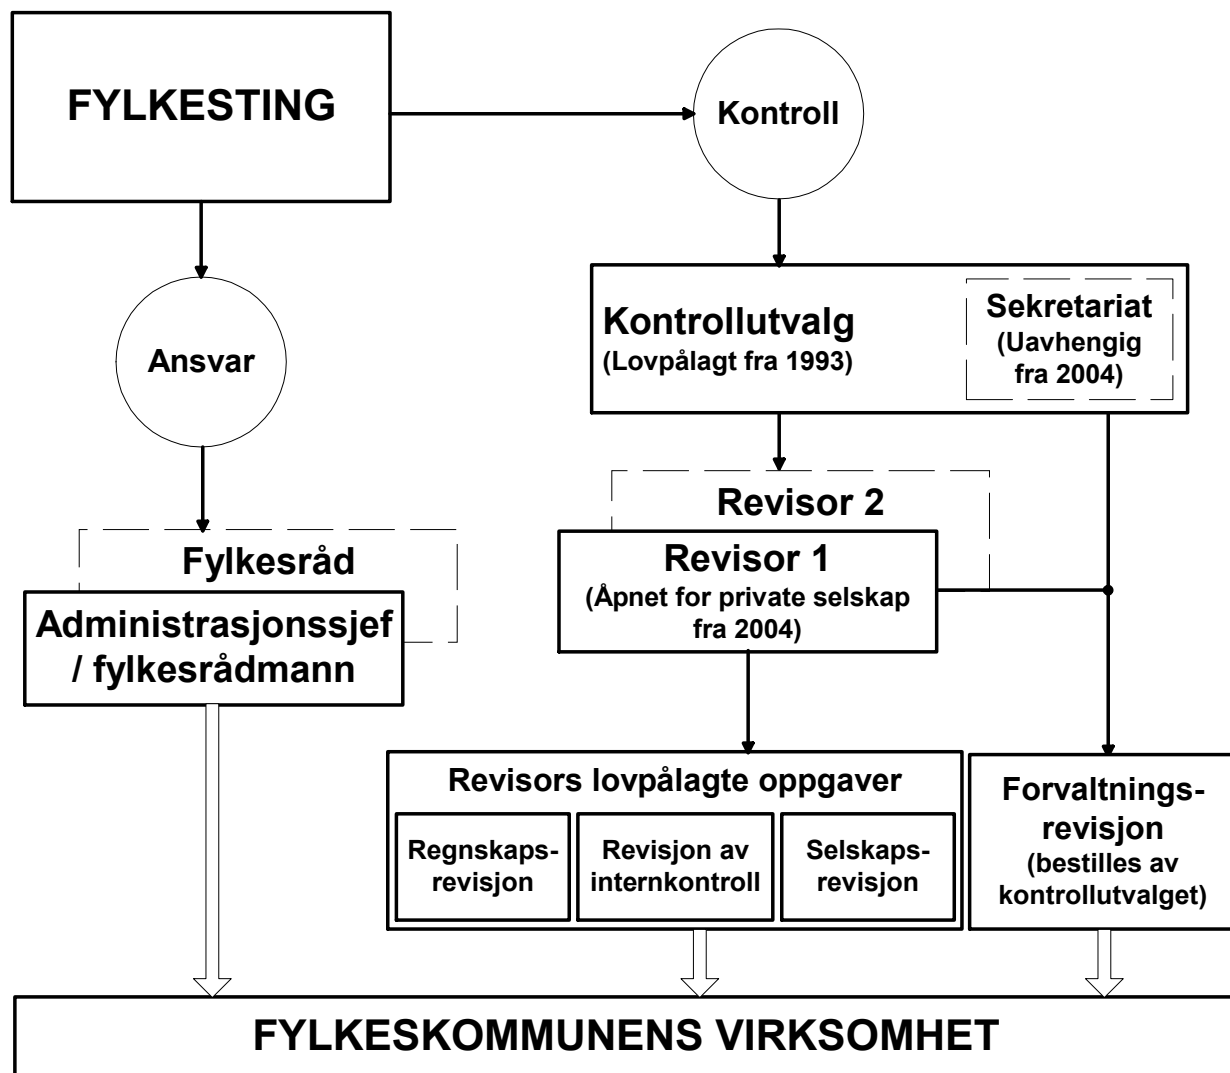 FYLKESTING
Kontroll
Ansvar
Kontrollutvalg
(Lovpålagt fra 1993)
Sekretariat
(Uavhengig
fra 2004)
Revisor 2
Revisor 1
(Åpnet for private selskap
fra 2004)
Fylkesråd
Administrasjonssjef
/ fylkesrådmann
Revisors lovpålagte oppgaver
Regnskaps-
revisjon
Revisjon av
internkontroll
Selskaps-
revisjon
Forvaltnings-
revisjon
(bestilles av
kontrollutvalget)
FYLKESKOMMUNENS VIRKSOMHET